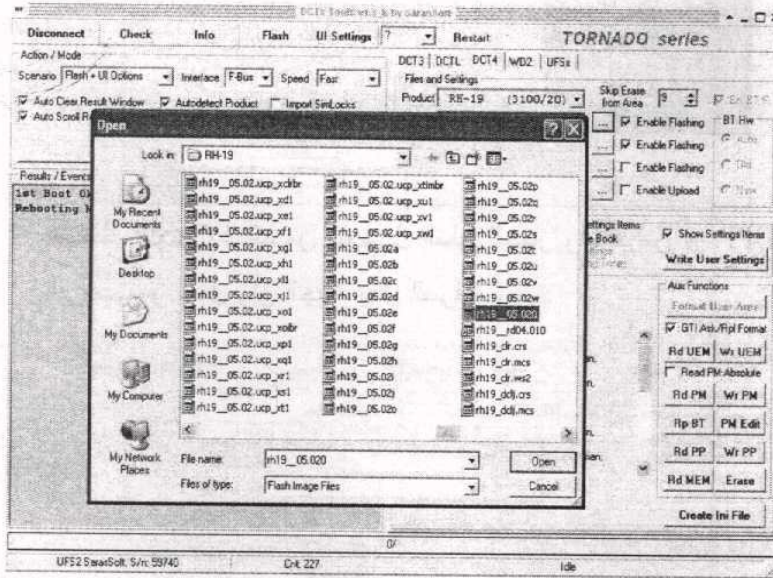 Disconnect Check Info Flash UI Settings ? Restart TORNADO series
Action / Mode
Scenario Flash + UI Options Interface F-Bus Speed Fast
Auto Clear Result Window Autodetect Product Import SimLocks
DCT3 DCTL DCT4 WD2 UFSx
Files and Settings
Product RH-19 (3100/20)
Skip Erase from Area 9
Enable Flashing BT Hw
Enable Flashing
Enable Flashing
Enable Upload
Results / Events
1st Boot
Rebooting
Open
Look in: RH-19
My Recent Documents
Desktop
My Documents
My Computer
My Network Places
rh19__05.02.ucp_xclrbr
rh19__05.02.ucp_xd1
rh19__05.02.ucp_xe1
rh19__05.02.ucp_xf1
rh19__05.02.ucp_xg1
rh19__05.02.ucp_xh1
rh19__05.02.ucp_xj1
rh19__05.02.ucp_xo1
rh19__05.02.ucp_xoibr
rh19__05.02.ucp_xp1
rh19__05.02.ucp_xq1
rh19__05.02.ucp_xr1
rh19__05.02.ucp_xs1
rh19__05.02.ucp_xt1
rh19__05.02.ucp_xtimbr
rh19__05.02.ucp_xu1
rh19__05.02.ucp_xv1
rh19__05.02.ucp_xw1
rh19__05.02a
rh19__05.02b
rh19__05.02c
rh19__05.02d
rh19__05.02e
rh19__05.02f
rh19__05.02g
rh19__05.02h
rh19__05.02i
rh19__05.02j
rh19__05.02o
rh19__05.02p
rh19__05.02q
rh19__05.02r
rh19__05.02s
rh19__05.02t
rh19__05.02u
rh19__05.02v
rh19__05.02w
rh19__05.020
rh19__rd04.010
rh19_clr.crs
rh19_clr.mcs
rh19_clr.ws2
rh19_dclj.crs
rh19_dclj.mcs
File name: rh19__05.020 Open
Files of type: Flash Image Files Cancel
Show Settings Items
Write User Settings
Aux Functions
Format User Area
GTI Ask/Rpl Format
Rd UEM Wr UEM
Read PM Absolute
Rd PM Wr PM
Rp BT PM Edit
Rd PP Wr PP
Rd MEM Erase
Create Ini File
0/
UFS2 SarasSoft, S/n: 59740 Cnt: 227 Idle